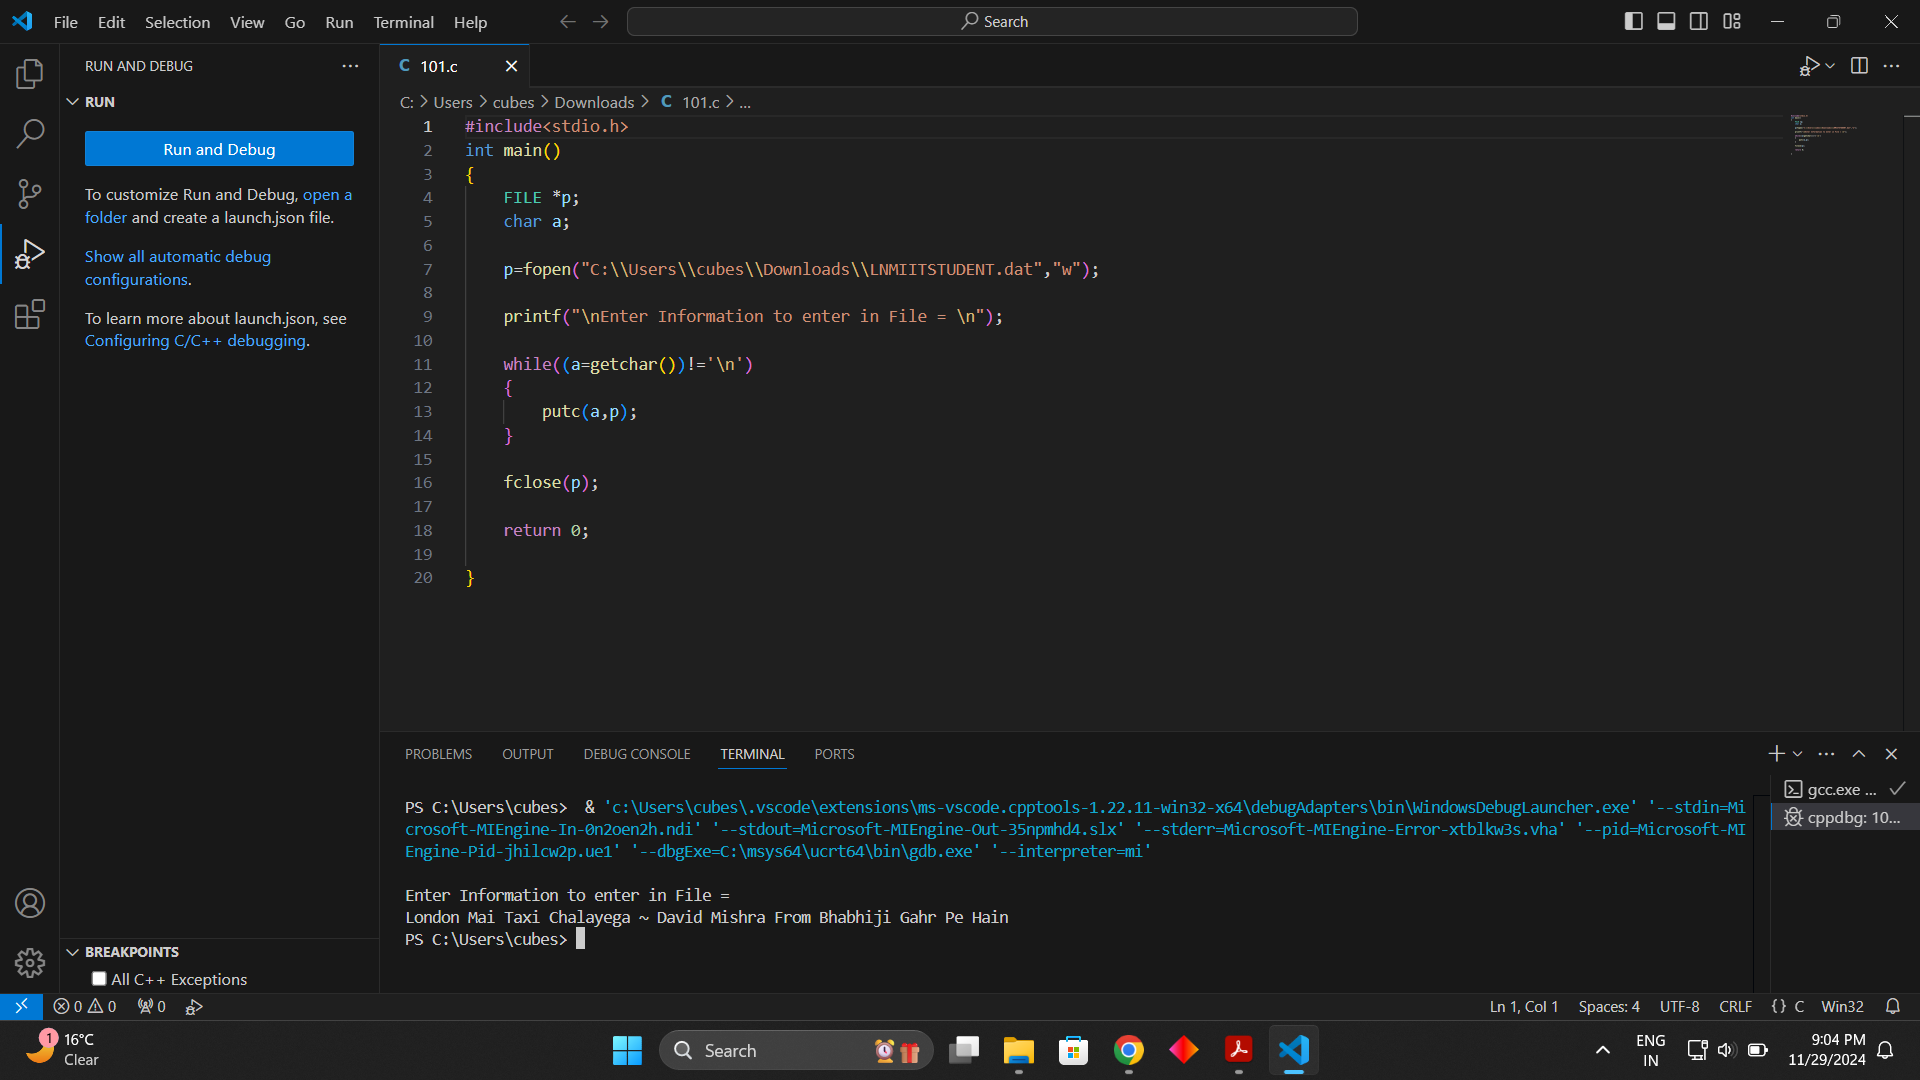 File Edit Selection View Go Run Terminal Help
Search
RUN AND DEBUG
RUN
Run and Debug
To customize Run and Debug, open a
folder and create a launch.json file.
Show all automatic debug
configurations.
To learn more about launch.json, see
Configuring C/C++ debugging.
BREAKPOINTS
All C++ Exceptions
C 101.c
C: > Users > cubes > Downloads > C 101.c > ...
1 #include<stdio.h>
2 int main()
3 {
4 FILE *p;
5 char a;
6
7 p=fopen("C:\\Users\\cubes\\Downloads\\LNMIITSTUDENT.dat","w");
8
9 printf("\nEnter Information to enter in File = \n");
10
11 while((a=getchar())!='\n')
12 {
13 putc(a,p);
14 }
15
16 fclose(p);
17
18 return 0;
19
20 }
PROBLEMS OUTPUT DEBUG CONSOLE TERMINAL PORTS
PS C:\Users\cubes>  & 'c:\Users\cubes\.vscode\extensions\ms-vscode.cpptools-1.22.11-win32-x64\debugAdapters\bin\WindowsDebugLauncher.exe' '--stdin=Mi
crosoft-MIEngine-In-0n2oen2h.ndi' '--stdout=Microsoft-MIEngine-Out-35npmhd4.slx' '--stderr=Microsoft-MIEngine-Error-xtblkw3s.vha' '--pid=Microsoft-MI
Engine-Pid-jhilcw2p.ue1' '--dbgExe=C:\msys64\ucrt64\bin\gdb.exe' '--interpreter=mi'
Enter Information to enter in File =
London Mai Taxi Chalayega ~ David Mishra From Bhabhiji Gahr Pe Hain
PS C:\Users\cubes>
gcc.exe ...
cppdbg: 10...
0 0 0
Ln 1, Col 1 Spaces: 4 UTF-8 CRLF {} C Win32
1 16°C
Clear
Search
ENG
IN
9:04 PM
11/29/2024